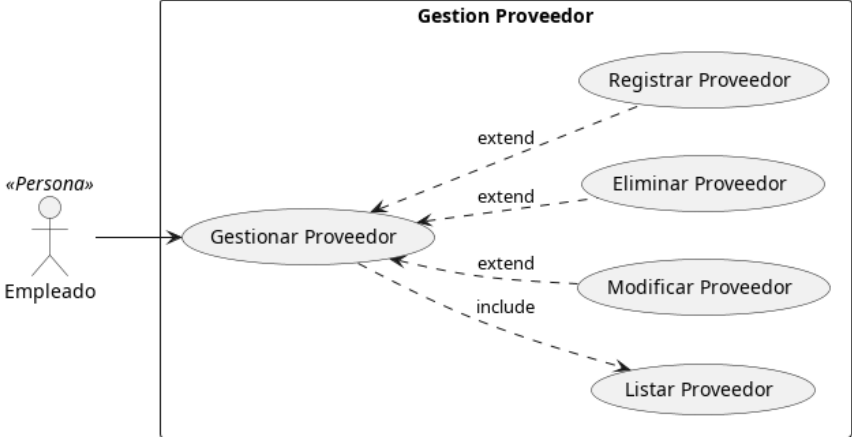 Gestion Proveedor
Registrar Proveedor
extend
«Persona»
Eliminar Proveedor
extend
Gestionar Proveedor
extend
Empleado
Modificar Proveedor
include
Listar Proveedor